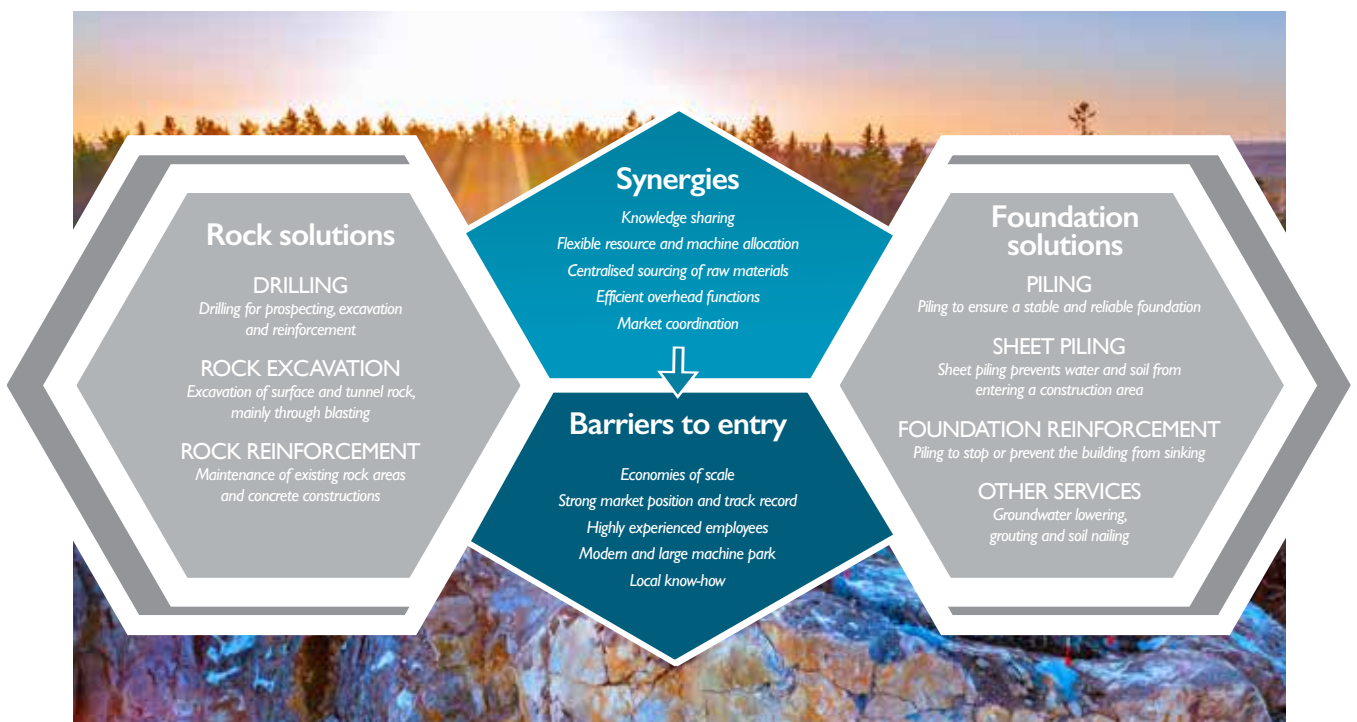 Rock solutions
DRILLING
Drilling for prospecting, excavation
and reinforcement
ROCK EXCAVATION
Excavation of surface and tunnel rock,
mainly through blasting
ROCK REINFORCEMENT
Maintenance of existing rock areas
and concrete constructions
Synergies
Knowledge sharing
Flexible resource and machine allocation
Centralised sourcing of raw materials
Efficient overhead functions
Market coordination
Barriers to entry
Economies of scale
Strong market position and track record
Highly experienced employees
Modern and large machine park
Local know-how
Foundation
solutions
PILING
Piling to ensure a stable and reliable foundation
SHEET PILING
Sheet piling prevents water and soil from
entering a construction area
FOUNDATION REINFORCEMENT
Piling to stop or prevent the building from sinking
OTHER SERVICES
Groundwater lowering,
grouting and soil nailing